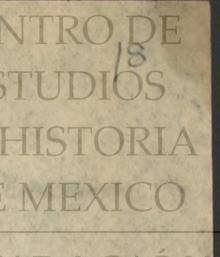 NTRO DE
18
STUDIOS
HISTORIA
E MEXICO